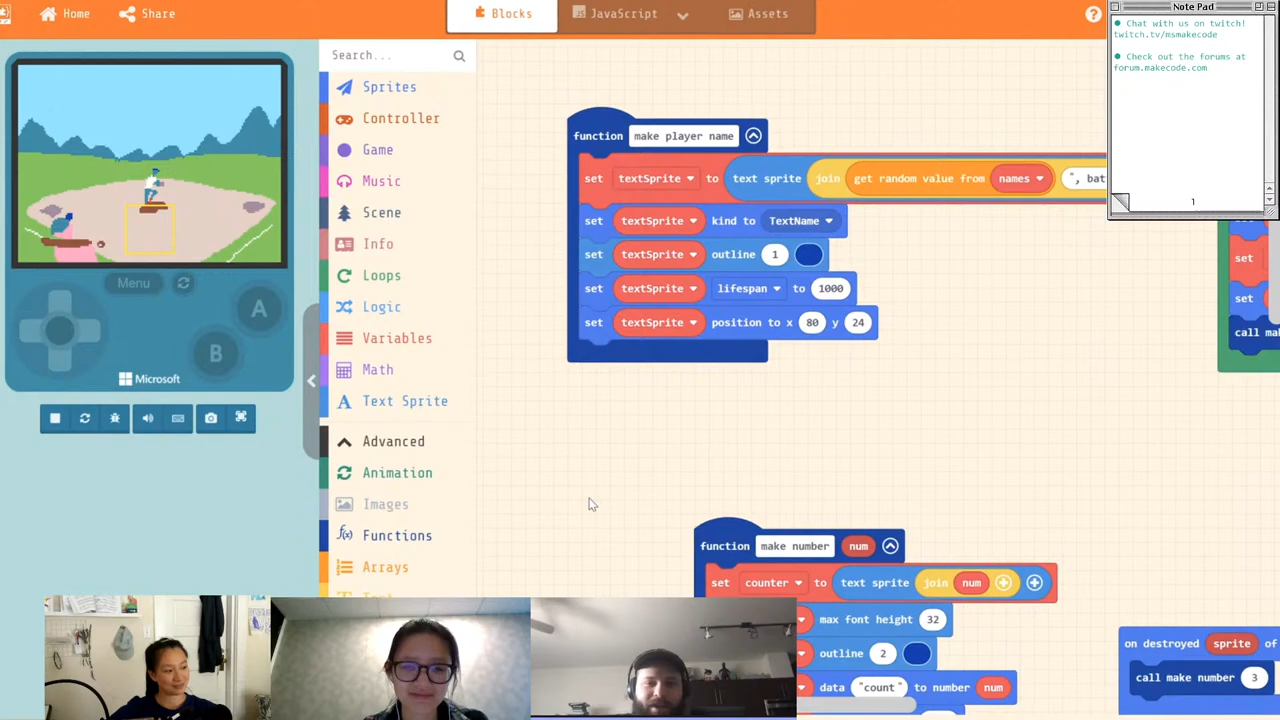 Home
Share
Blocks
JavaScript
Assets
?
Note Pad
● Chat with us on twitch!
twitch.tv/msmakecode
● Check out the forums at
forum.makecode.com
1
Menu
A
B
Microsoft
Search...
Sprites
Controller
Game
Music
Scene
Info
Loops
Logic
Variables
Math
Text Sprite
Advanced
Animation
Images
Functions
Arrays
function make player name
set textSprite to text sprite join get random value from names ", bat
set textSprite kind to TextName
set textSprite outline 1
set textSprite lifespan to 1000
set textSprite position to x 80 y 24
set
set
call
function make number num
set counter to text sprite join num
max font height 32
outline 2
data "count" to number num
on destroyed sprite of
call make number 3